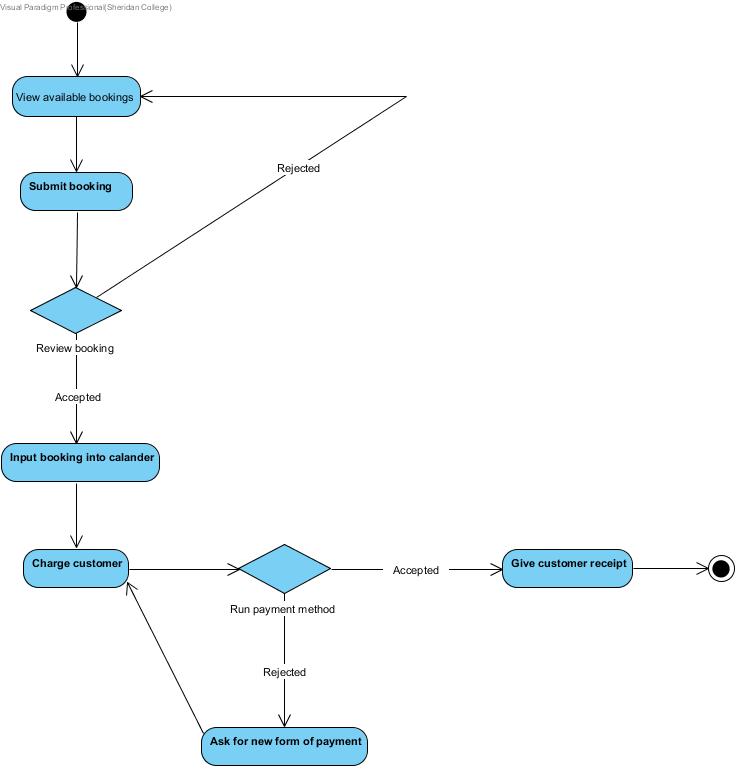 Visual Paradigm Professional(Sheridan College)
View available bookings
Rejected
Submit booking
Review booking
Accepted
Input booking into calander
Charge customer
Accepted
Give customer receipt
Run payment method
Rejected
Ask for new form of payment